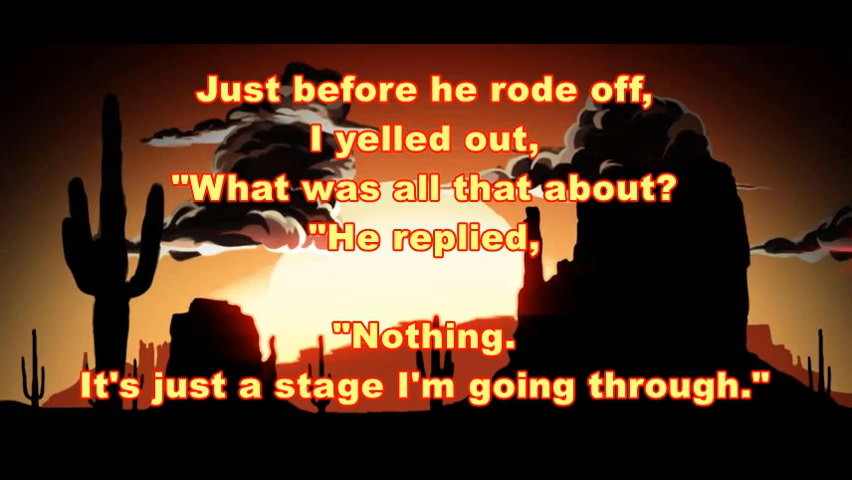 Just before he rode off,
I yelled out,
"What was all that about?
"He replied,
"Nothing.
It's just a stage I'm going through."